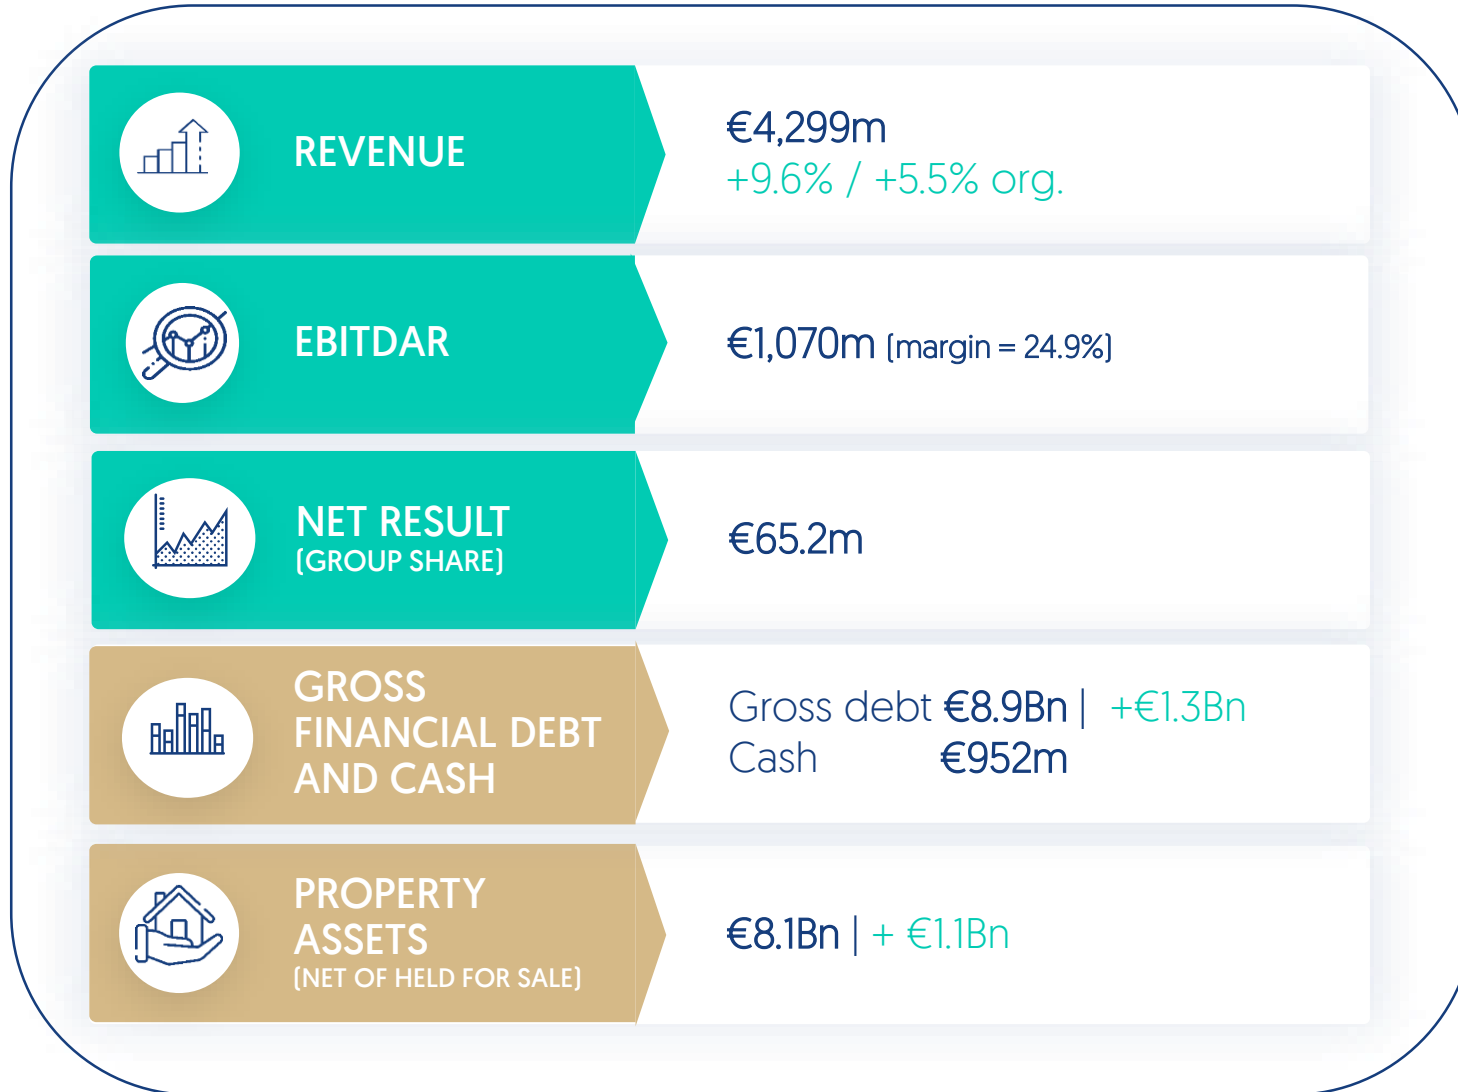 REVENUE
€4,299m
+9.6% / +5.5% org.
EBITDAR
€1,070m (margin = 24.9%)
NET RESULT
(GROUP SHARE)
€65.2m
GROSS
FINANCIAL DEBT
AND CASH
Gross debt €8.9Bn | +€1.3Bn
Cash €952m
PROPERTY
ASSETS
(NET OF HELD FOR SALE)
€8.1Bn | + €1.1Bn